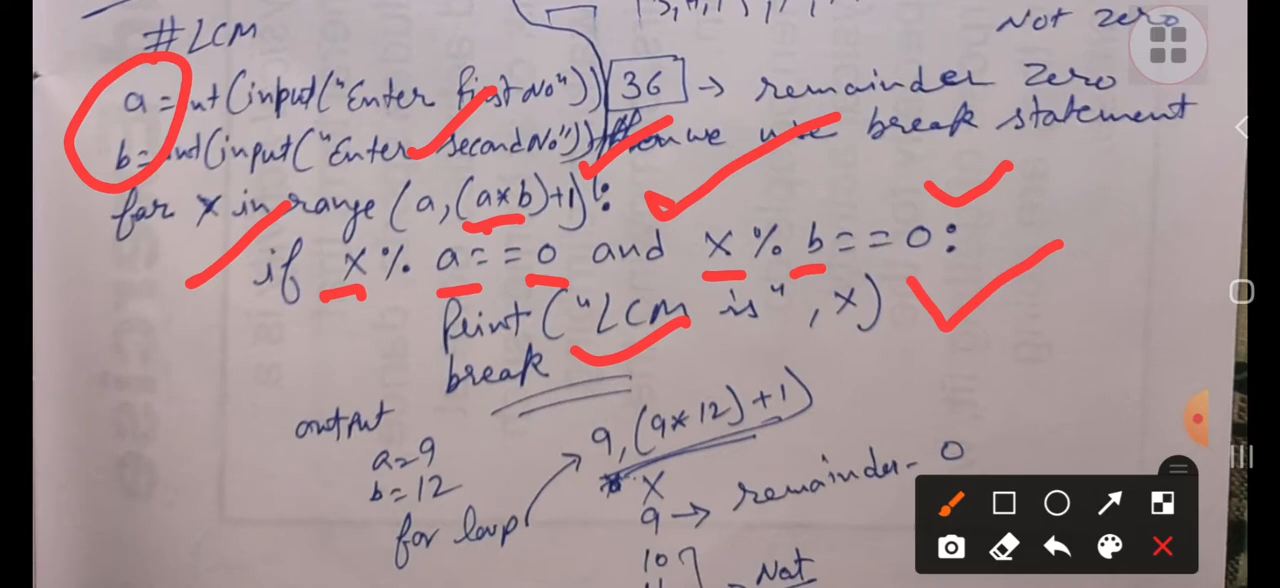 Not zero
#LCM
a = int(input("Enter first No")) 36 → remainder zero
b = int(input("Enter second No")) then we use break statement
for x in range (a, (a*b)+1):
if x % a == 0 and x % b == 0:
Print ("LCM is", x)
break
output
a=9
b=12
for loop
9, (9*12)+1)
x
9 → remainder - 0
10
Not